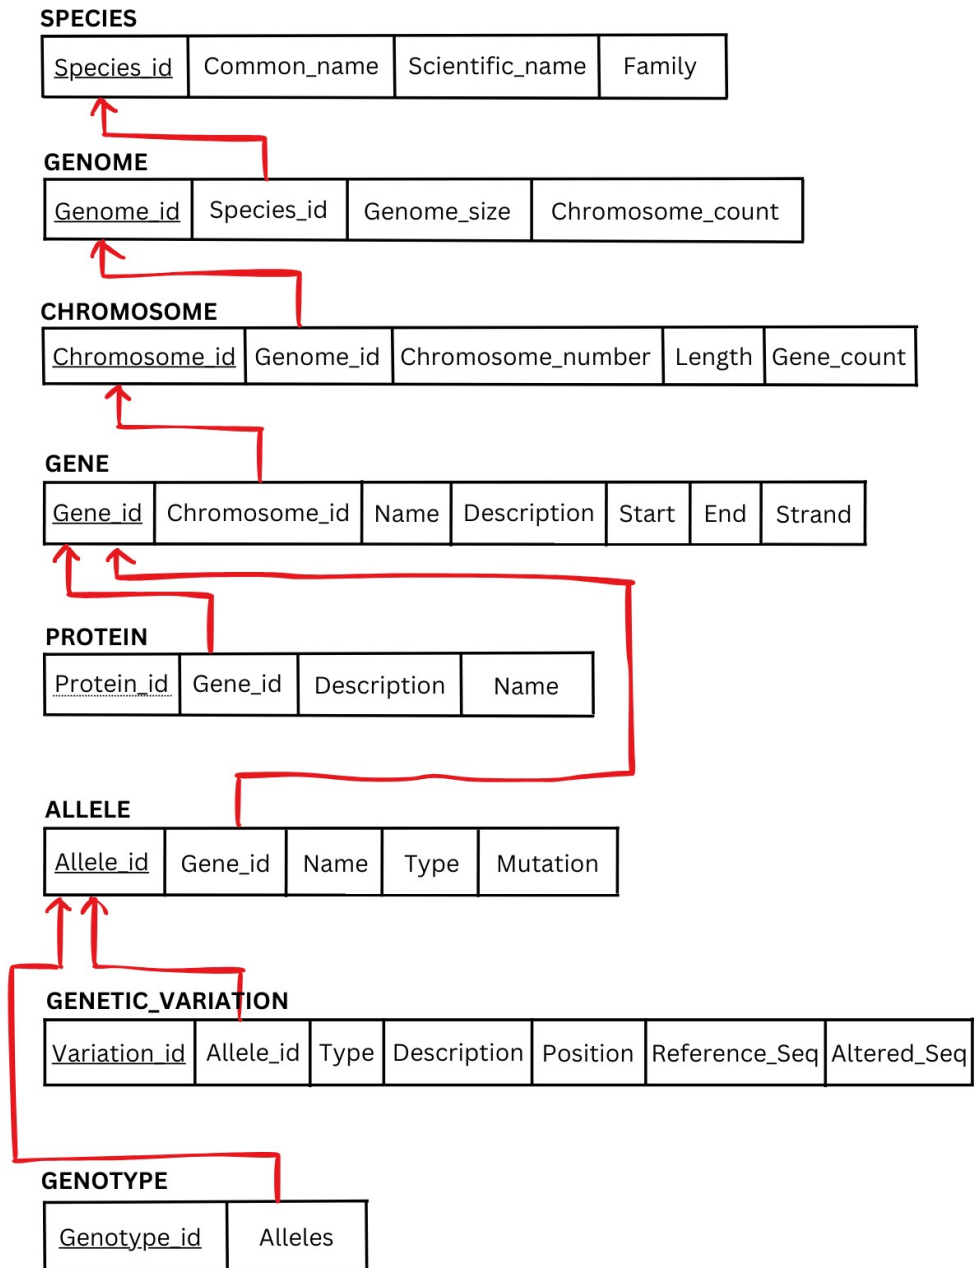 SPECIES
Species_id Common_name Scientific_name Family
GENOME
Genome_id Species_id Genome_size Chromosome_count
CHROMOSOME
Chromosome_id Genome_id Chromosome_number Length Gene_count
GENE
Gene_id Chromosome_id Name Description Start End Strand
PROTEIN
Protein_id Gene_id Description Name
ALLELE
Allele_id Gene_id Name Type Mutation
GENETIC_VARIATION
Variation_id Allele_id Type Description Position Reference_Seq Altered_Seq
GENOTYPE
Genotype_id Alleles